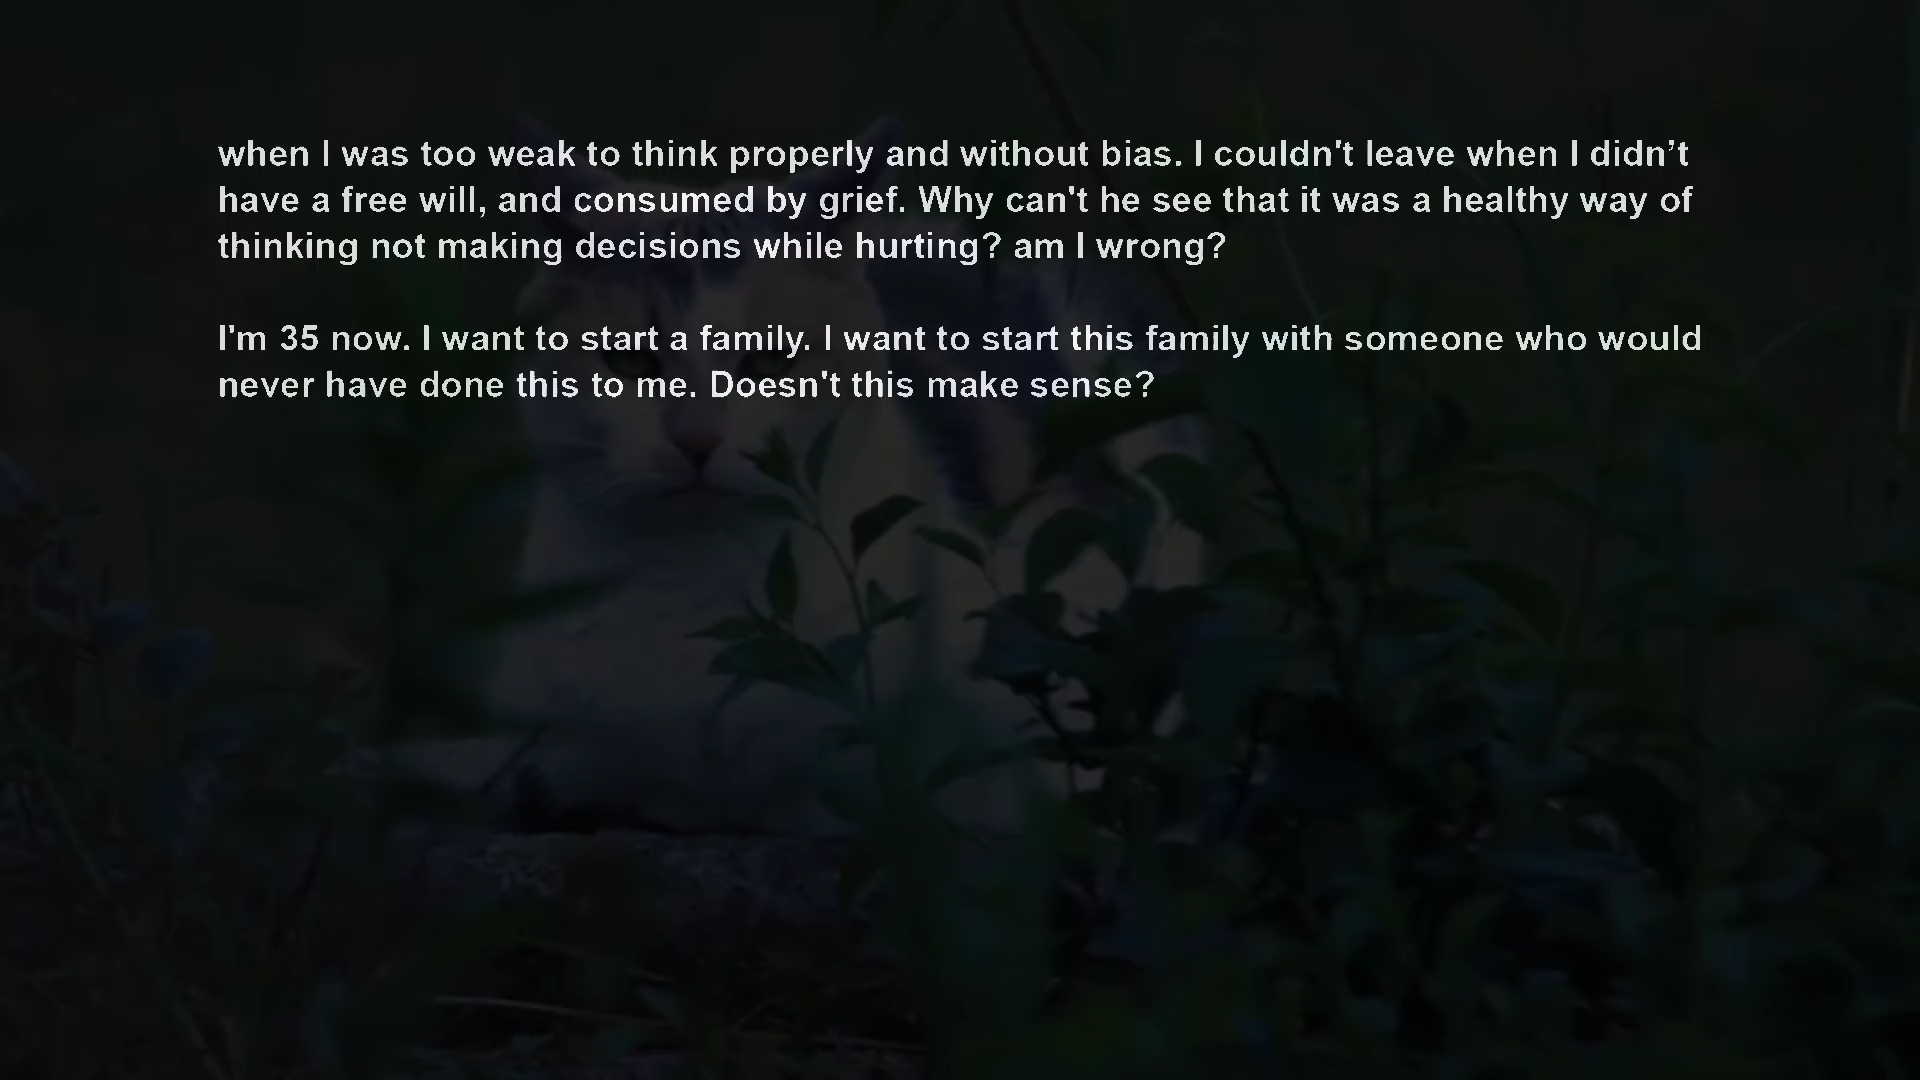 when I was too weak to think properly and without bias. I couldn't leave when I didn’t
have a free will, and consumed by grief. Why can't he see that it was a healthy way of
thinking not making decisions while hurting? am I wrong?
I'm 35 now. I want to start a family. I want to start this family with someone who would
never have done this to me. Doesn't this make sense?